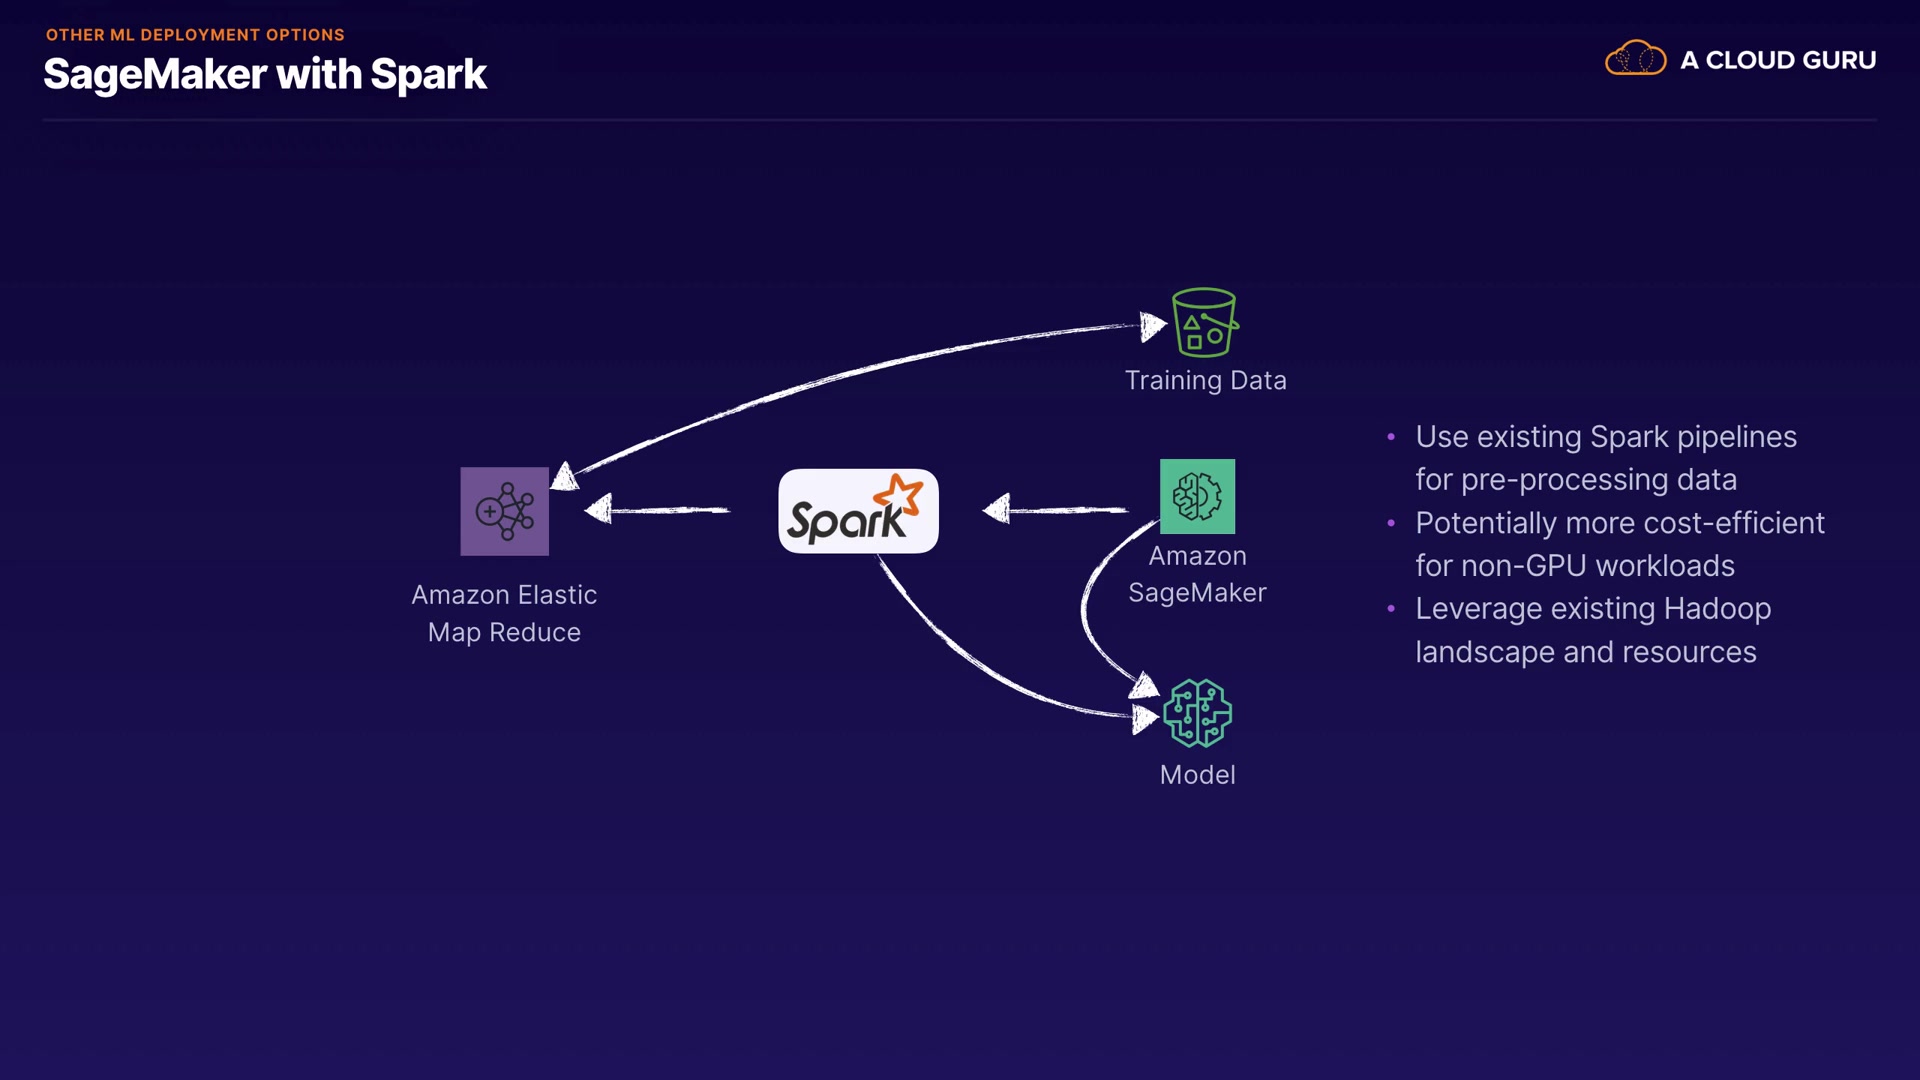 OTHER ML DEPLOYMENT OPTIONS
SageMaker with Spark
A CLOUD GURU
Training Data
Spark
Amazon Elastic
Map Reduce
Amazon
SageMaker
Model
• Use existing Spark pipelines
for pre-processing data
• Potentially more cost-efficient
for non-GPU workloads
• Leverage existing Hadoop
landscape and resources